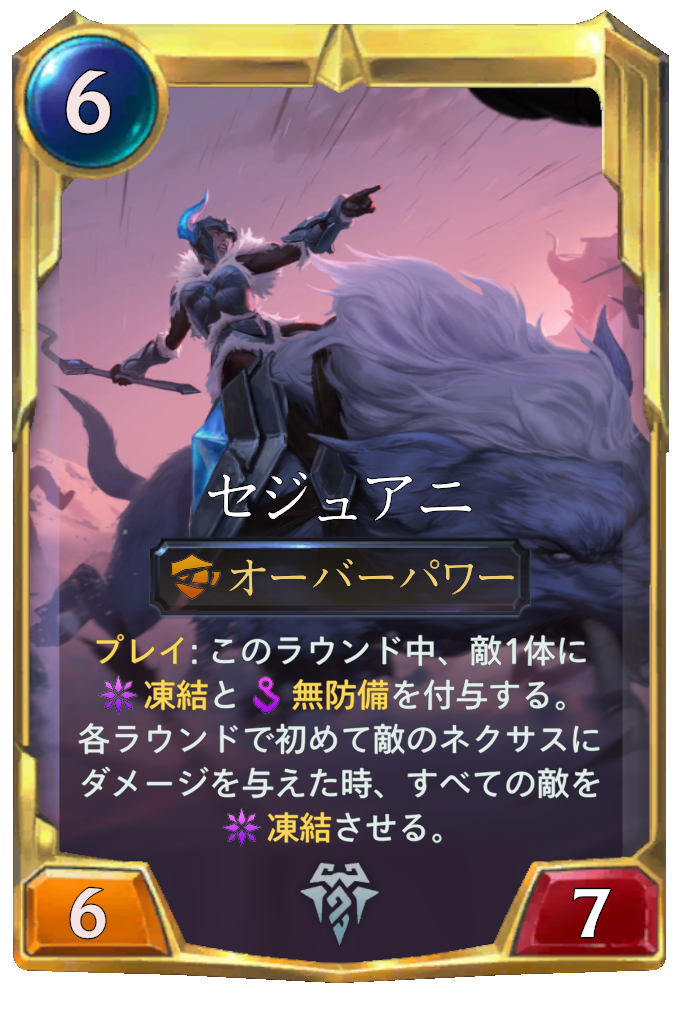 6
セジュアニ
オーバーパワー
プレイ: このラウンド中、敵1体に
凍結と 無防備を付与する。
各ラウンドで初めて敵のネクサスに
ダメージを与えた時、すべての敵を
凍結させる。
6
7